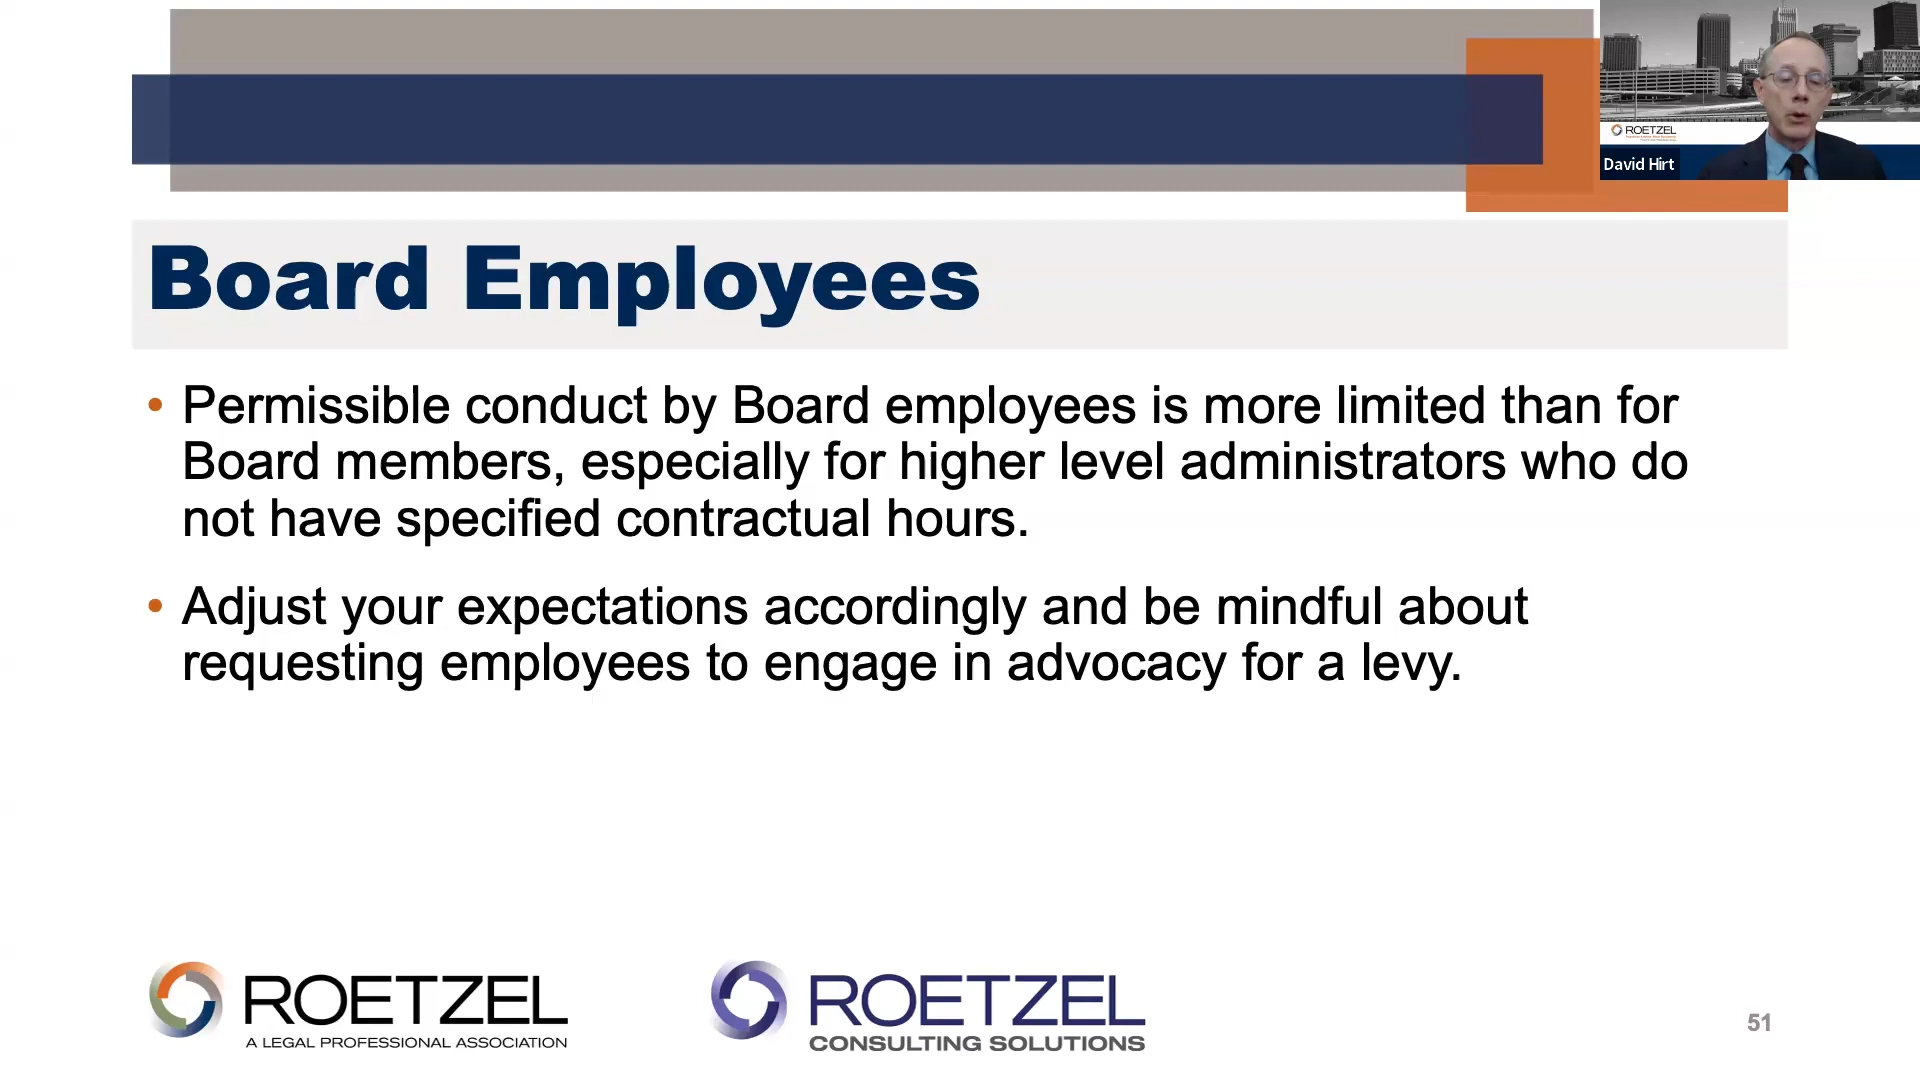 ROETZEL
David Hirt
Board Employees
• Permissible conduct by Board employees is more limited than for
Board members, especially for higher level administrators who do
not have specified contractual hours.
• Adjust your expectations accordingly and be mindful about
requesting employees to engage in advocacy for a levy.
ROETZEL
A LEGAL PROFESSIONAL ASSOCIATION
ROETZEL
CONSULTING SOLUTIONS
51